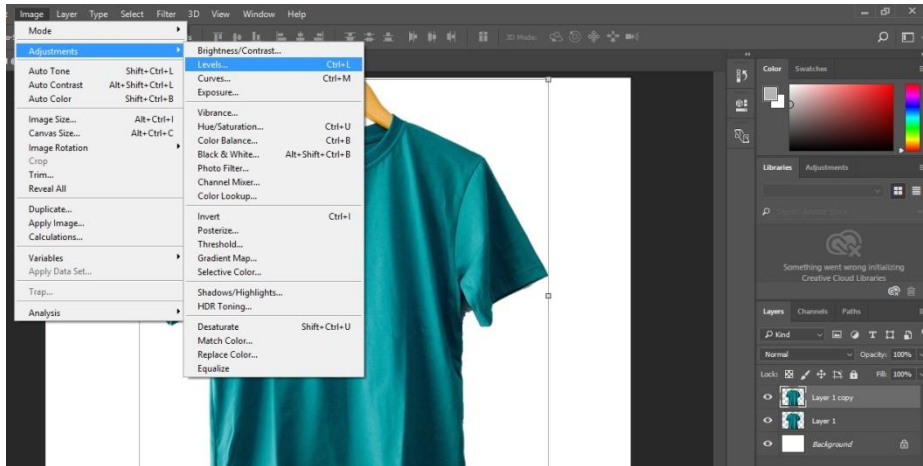 Image Layer Type Select Filter 3D View Window Help
Mode
Adjustments
Auto Tone Shift+Ctrl+L
Auto Contrast Alt+Shift+Ctrl+L
Auto Color Shift+Ctrl+B
Image Size... Alt+Ctrl+I
Canvas Size... Alt+Ctrl+C
Image Rotation
Crop
Trim...
Reveal All
Duplicate...
Apply Image...
Calculations...
Variables
Apply Data Set...
Trap...
Analysis
Brightness/Contrast...
Levels... Ctrl+L
Curves... Ctrl+M
Exposure...
Vibrance...
Hue/Saturation... Ctrl+U
Color Balance... Ctrl+B
Black & White... Alt+Shift+Ctrl+B
Photo Filter...
Channel Mixer...
Color Lookup...
Invert Ctrl+I
Posterize...
Threshold...
Gradient Map...
Selective Color...
Shadows/Highlights...
HDR Toning...
Desaturate Shift+Ctrl+U
Match Color...
Replace Color...
Equalize
3D Mode:
Color Swatches
Libraries Adjustments
Something went wrong initializing
Creative Cloud Libraries
Layers Channels Paths
Kind
Normal Opacity: 100%
Lock: Fill: 100%
Layer 1 copy
Layer 1
Background